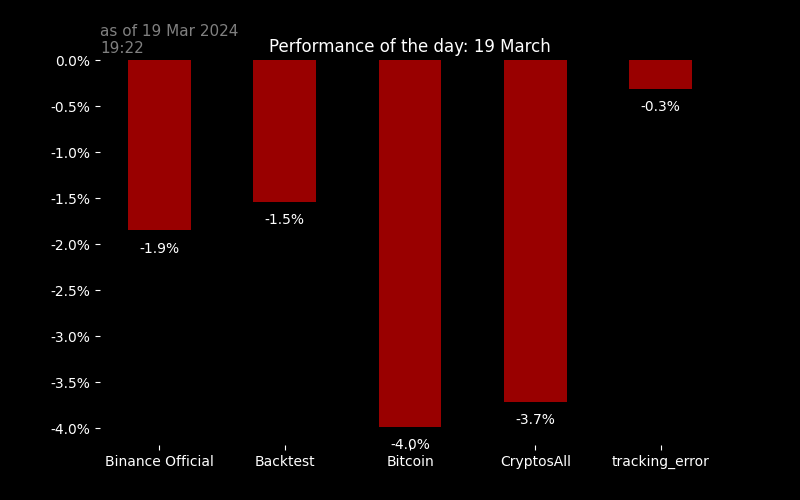 as of 19 Mar 2024
19:22
Performance of the day: 19 March
0.0%
-0.5%
-1.0%
-1.5%
-2.0%
-2.5%
-3.0%
-3.5%
-4.0%
-1.9%
-1.5%
-4.0%
-3.7%
-0.3%
Binance Official
Backtest
Bitcoin
CryptosAll
tracking_error